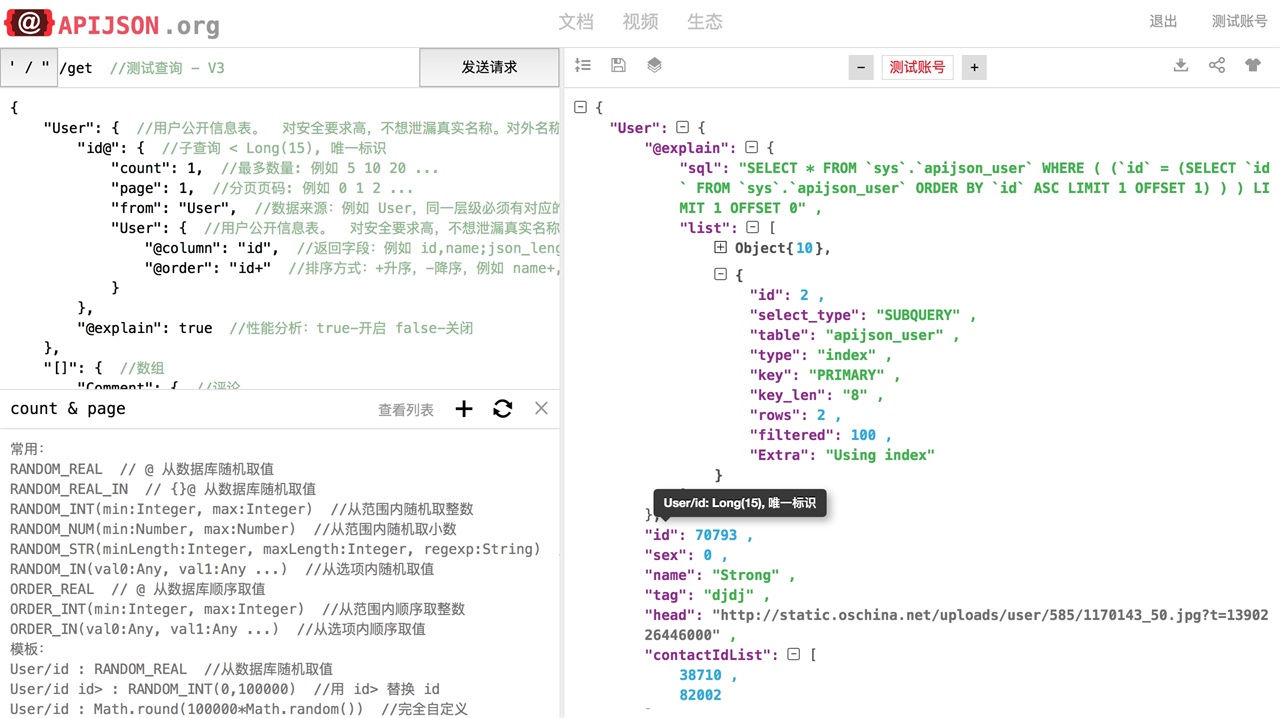 @ APIJSON.org
文档 视频 生态
退出 测试账号
' / " /get //测试查询 - V3
发送请求
- 测试账号 +
{
"User": { //用户公开信息表。 对安全要求高，不想泄漏真实名称。对外名称
"id@": { //子查询 < Long(15), 唯一标识
"count": 1, //最多数量: 例如 5 10 20 ...
"page": 1, //分页页码: 例如 0 1 2 ...
"from": "User", //数据来源：例如 User，同一层级必须有对应的
"User": { //用户公开信息表。 对安全要求高，不想泄漏真实名称
"@column": "id", //返回字段：例如 id,name;json_leng
"@order": "id+" //排序方式：+升序，-降序，例如 name+,
}
},
"@explain": true //性能分析：true-开启 false-关闭
},
"[]": { //数组
"Comment": { //评论
count & page
查看列表
常用：
RANDOM_REAL // @ 从数据库随机取值
RANDOM_REAL_IN // {}@ 从数据库随机取值
RANDOM_INT(min:Integer, max:Integer) //从范围内随机取整数
RANDOM_NUM(min:Number, max:Number) //从范围内随机取小数
RANDOM_STR(minLength:Integer, maxLength:Integer, regexp:String)
RANDOM_IN(val0:Any, val1:Any ...) //从选项内随机取值
ORDER_REAL // @ 从数据库顺序取值
ORDER_INT(min:Integer, max:Integer) //从范围内顺序取整数
ORDER_IN(val0:Any, val1:Any ...) //从选项内顺序取值
模板：
User/id : RANDOM_REAL //从数据库随机取值
User/id id> : RANDOM_INT(0,100000) //用 id> 替换 id
User/id : Math.round(100000*Math.random()) //完全自定义
{
"User": {
"@explain": {
"sql": "SELECT * FROM `sys`.`apijson_user` WHERE ( (`id` = (SELECT `id
` FROM `sys`.`apijson_user` ORDER BY `id` ASC LIMIT 1 OFFSET 1) ) ) LI
MIT 1 OFFSET 0" ,
"list": [
Object{10},
{
"id": 2 ,
"select_type": "SUBQUERY" ,
"table": "apijson_user" ,
"type": "index" ,
"key": "PRIMARY" ,
"key_len": "8" ,
"rows": 2 ,
"filtered": 100 ,
"Extra": "Using index"
}
User/id: Long(15), 唯一标识
},
"id": 70793 ,
"sex": 0 ,
"name": "Strong" ,
"tag": "djdj" ,
"head": "http://static.oschina.net/uploads/user/585/1170143_50.jpg?t=13902
26446000" ,
"contactIdList": [
38710 ,
82002